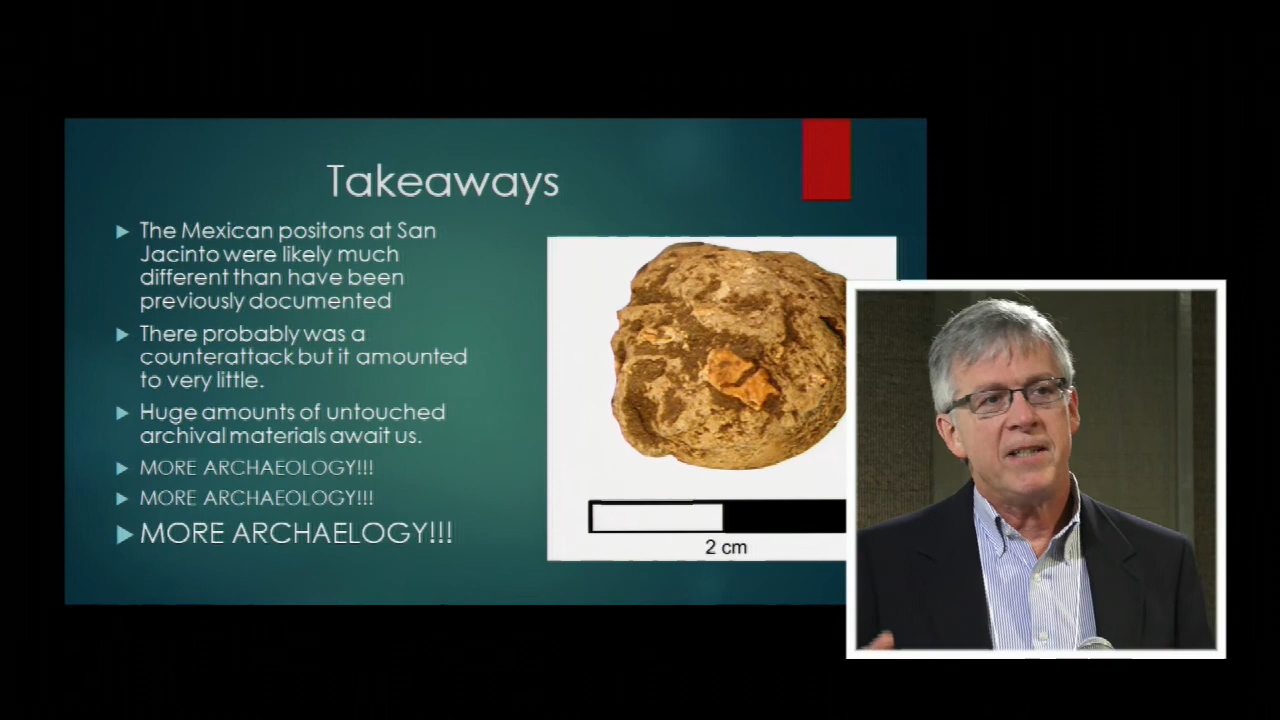 Takeaways
The Mexican positons at San
Jacinto were likely much
different than have been
previously documented
There probably was a
counterattack but it amounted
to very little.
Huge amounts of untouched
archival materials await us.
MORE ARCHAEOLOGY!!!
MORE ARCHAEOLOGY!!!
MORE ARCHAELOGY!!!
2 cm